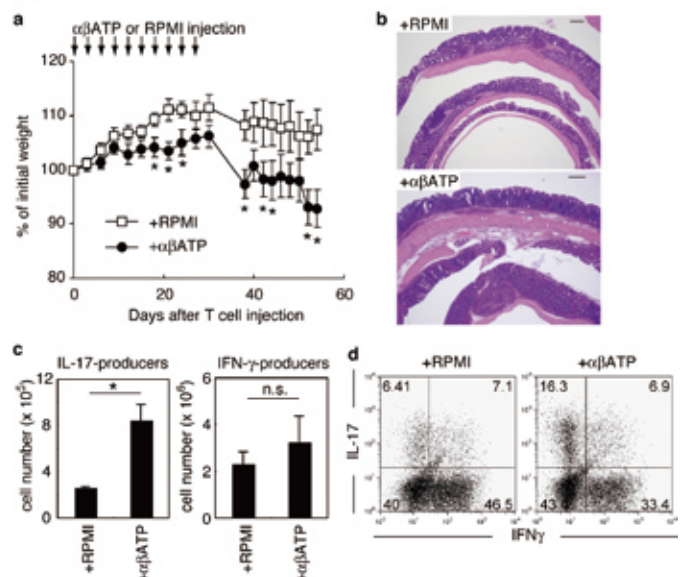 a
αβATP or RPMI injection
% of initial weight
120
110
100
90
80
+RPMI
+αβATP
*
*
*
*
*
*
*
*
0
20
40
60
Days after T cell injection
b
+RPMI
+αβATP
c
IL-17-producers
cell number (x 10⁵)
12
8
4
0
*
+RPMI
+αβATP
IFN-γ-producers
cell number (x 10⁶)
6
4
2
0
n.s.
+RPMI
+αβATP
d
+RPMI
+αβATP
IL-17
6.41
7.1
40
46.5
16.3
6.9
43
33.4
IFNγ